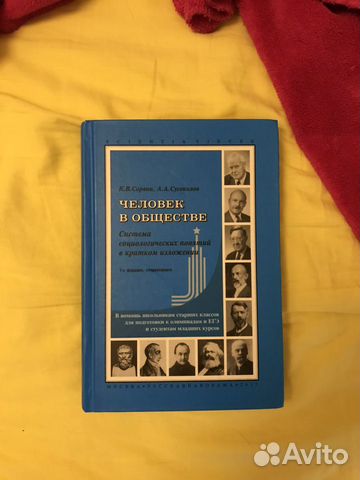 К.В.Сорвин, А.А.Сусоколов
ЧЕЛОВЕК
В ОБЩЕСТВЕ
Система
социологических понятий
в кратком изложении
В помощь школьникам старших классов
для подготовки к олимпиадам и ЕГЭ
и студентам младших курсов
Avito